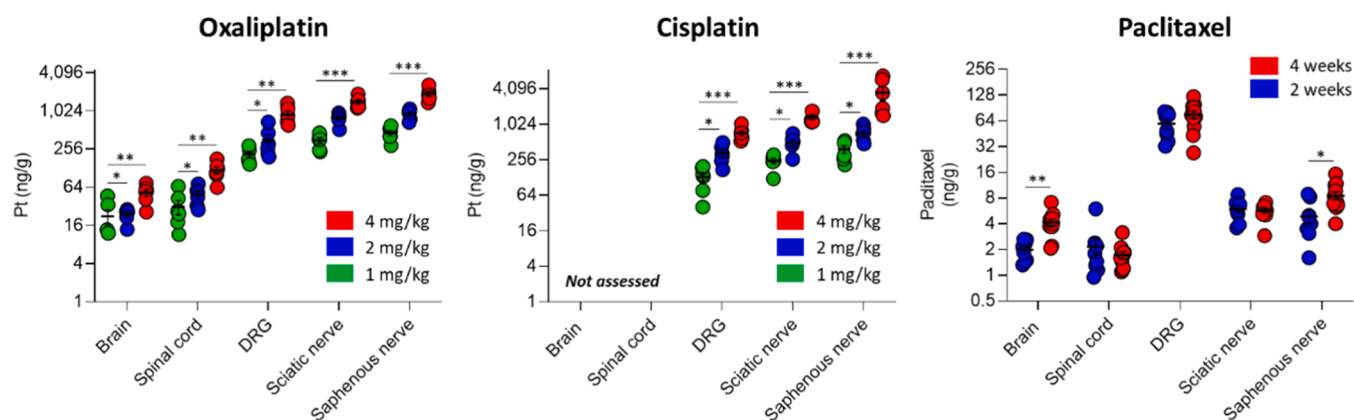 Oxaliplatin
Pt (ng/g)
4,096
1,024
256
64
16
4
1
**
*
**
*
**
*
***
***
4 mg/kg
2 mg/kg
1 mg/kg
Brain
Spinal cord
DRG
Sciatic nerve
Saphenous nerve
Cisplatin
Pt (ng/g)
4,096
1,024
256
64
16
4
1
***
*
***
*
***
*
4 mg/kg
2 mg/kg
1 mg/kg
Not assessed
Brain
Spinal cord
DRG
Sciatic nerve
Saphenous nerve
Paclitaxel
4 weeks
2 weeks
Paclitaxel
(ng/g)
256
128
64
32
16
8
4
2
1
0.5
**
*
Brain
Spinal cord
DRG
Sciatic nerve
Saphenous nerve